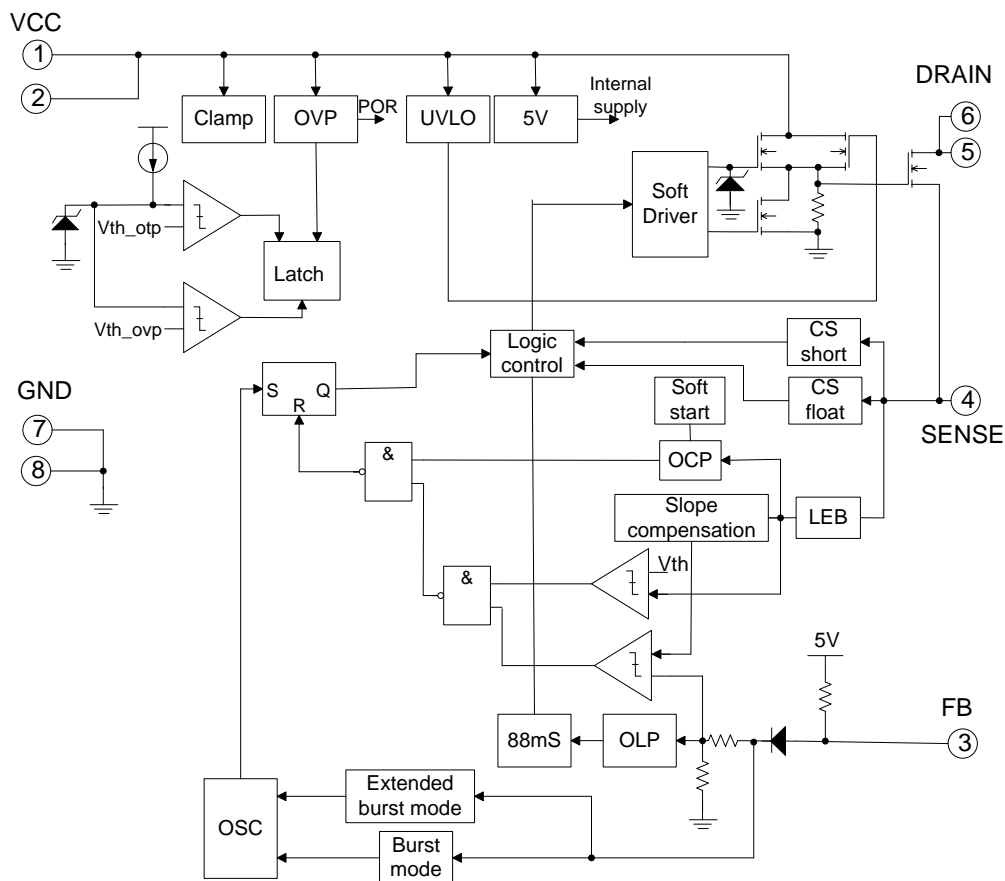 VCC
1
2
DRAIN
6
5
Internal
supply
Clamp
OVP
POR
UVLO
5V
Soft
Driver
Vth_otp
Latch
Vth_ovp
Logic
control
CS
short
CS
float
S
Q
R
Soft
start
4
SENSE
GND
7
8
&
OCP
Slope
compensation
LEB
&
Vth
5V
FB
3
88mS
OLP
Extended
burst mode
OSC
Burst
mode